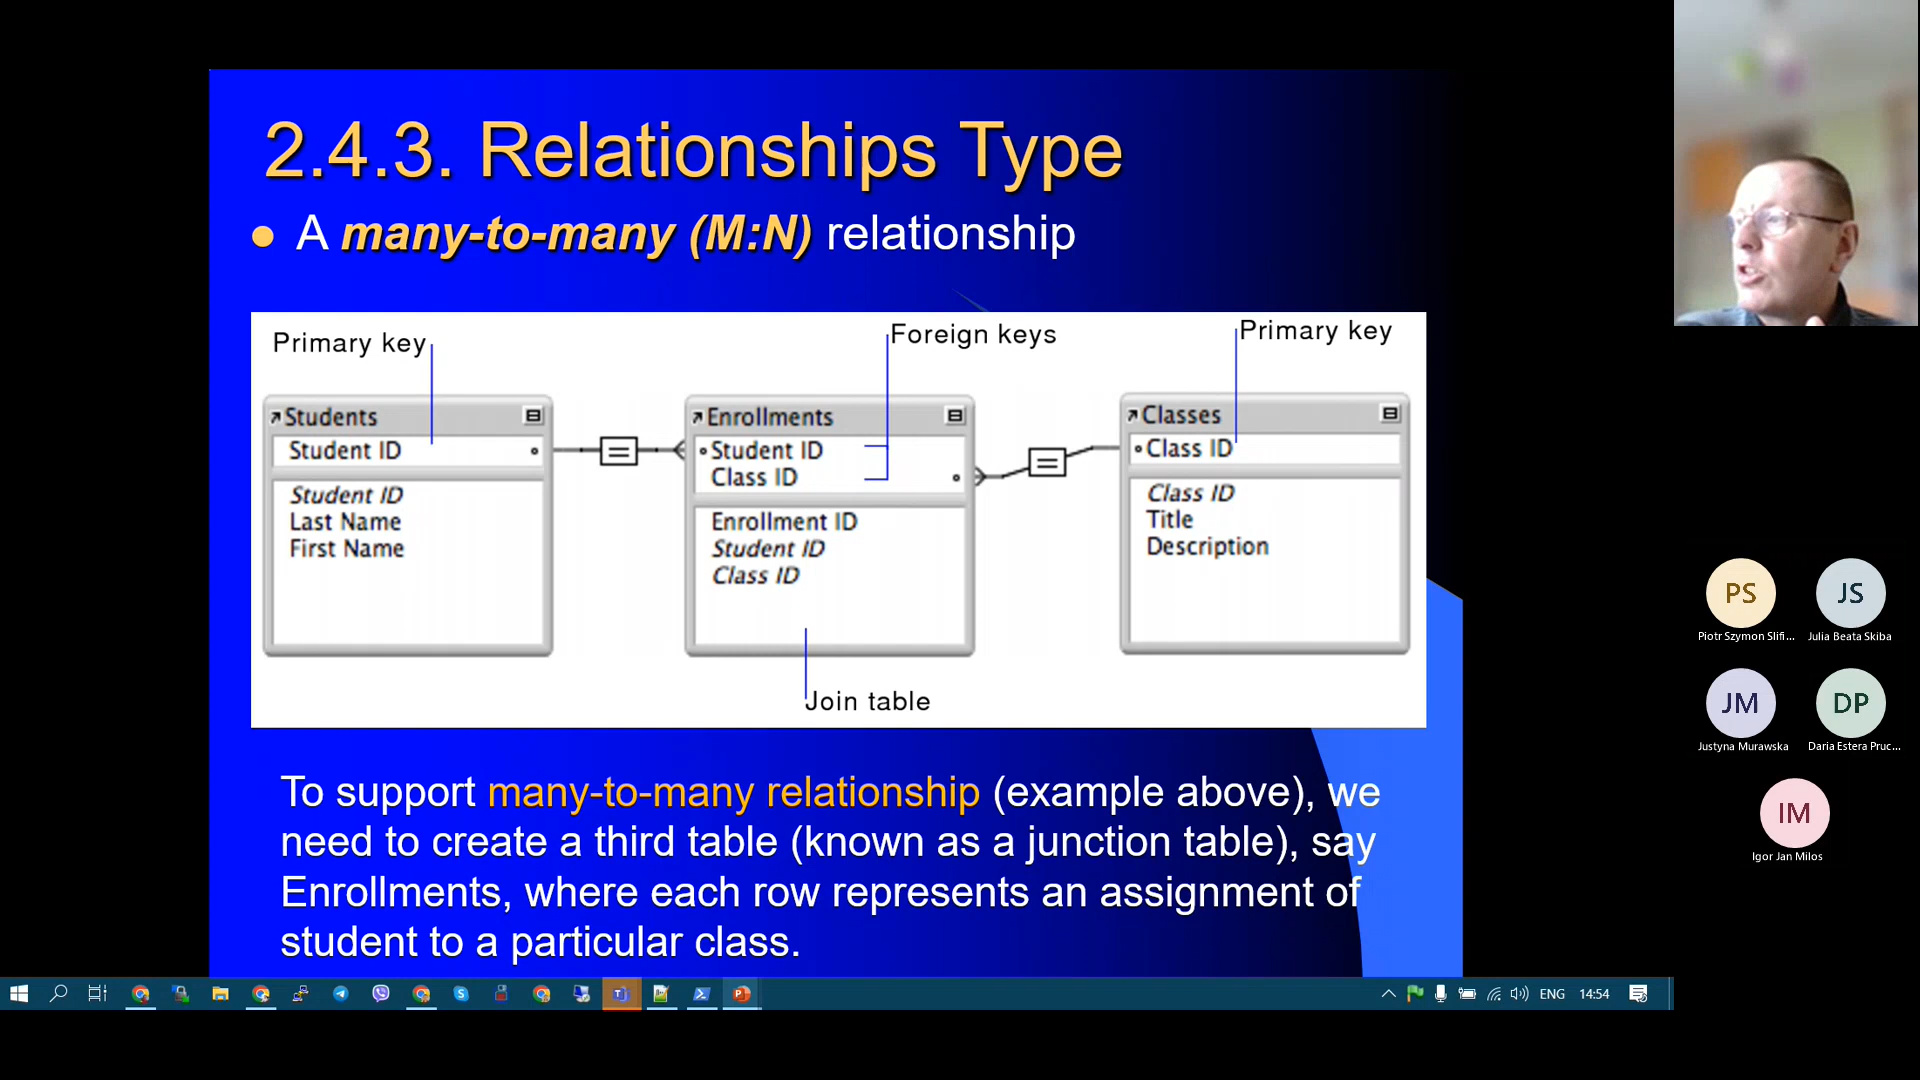 2.4.3. Relationships Type
A many-to-many (M:N) relationship
Primary key
Foreign keys
Primary key
Students
Student ID
Student ID
Last Name
First Name
Enrollments
Student ID
Class ID
Enrollment ID
Student ID
Class ID
Classes
Class ID
Class ID
Title
Description
Join table
To support many-to-many relationship (example above), we
need to create a third table (known as a junction table), say
Enrollments, where each row represents an assignment of
student to a particular class.
PS
Piotr Szymon Slifi...
JS
Julia Beata Skiba
JM
Justyna Murawska
DP
Daria Estera Pruc...
IM
Igor Jan Milos
ENG
14:54